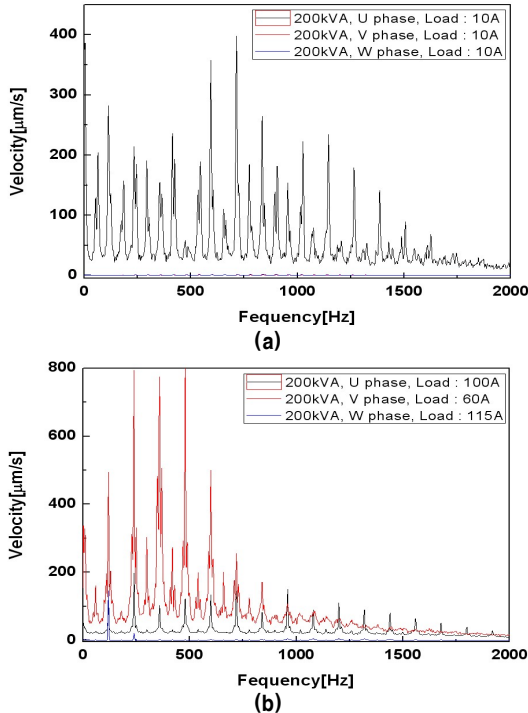 400
300
200
100
0
Velocity[μm/s]
200kVA, U phase, Load : 10A
200kVA, V phase, Load : 10A
200kVA, W phase, Load : 10A
0 500 1000 1500 2000
Fequency[Hz]
(a)
800
600
400
200
0
Velocity[μm/s]
200kVA, U phase, Load : 100A
200kVA, V phase, Load : 60A
200kVA, W phase, Load : 115A
0 500 1000 1500 2000
Fequency[Hz]
(b)